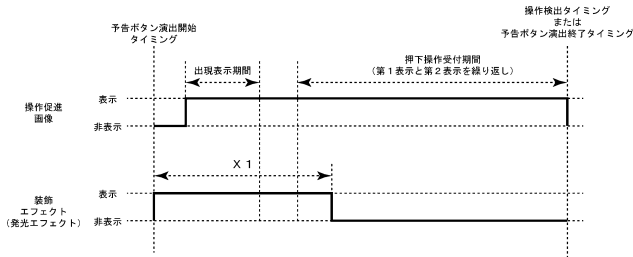 操作検出タイミング
または
予告ボタン演出終了タイミング
予告ボタン演出開始
タイミング
出現表示期間
押下操作受付期間
（第１表示と第２表示を繰り返し）
操作促進
画像
表示
非表示
Ｘ１
装飾
エフェクト
（発光エフェクト）
表示
非表示